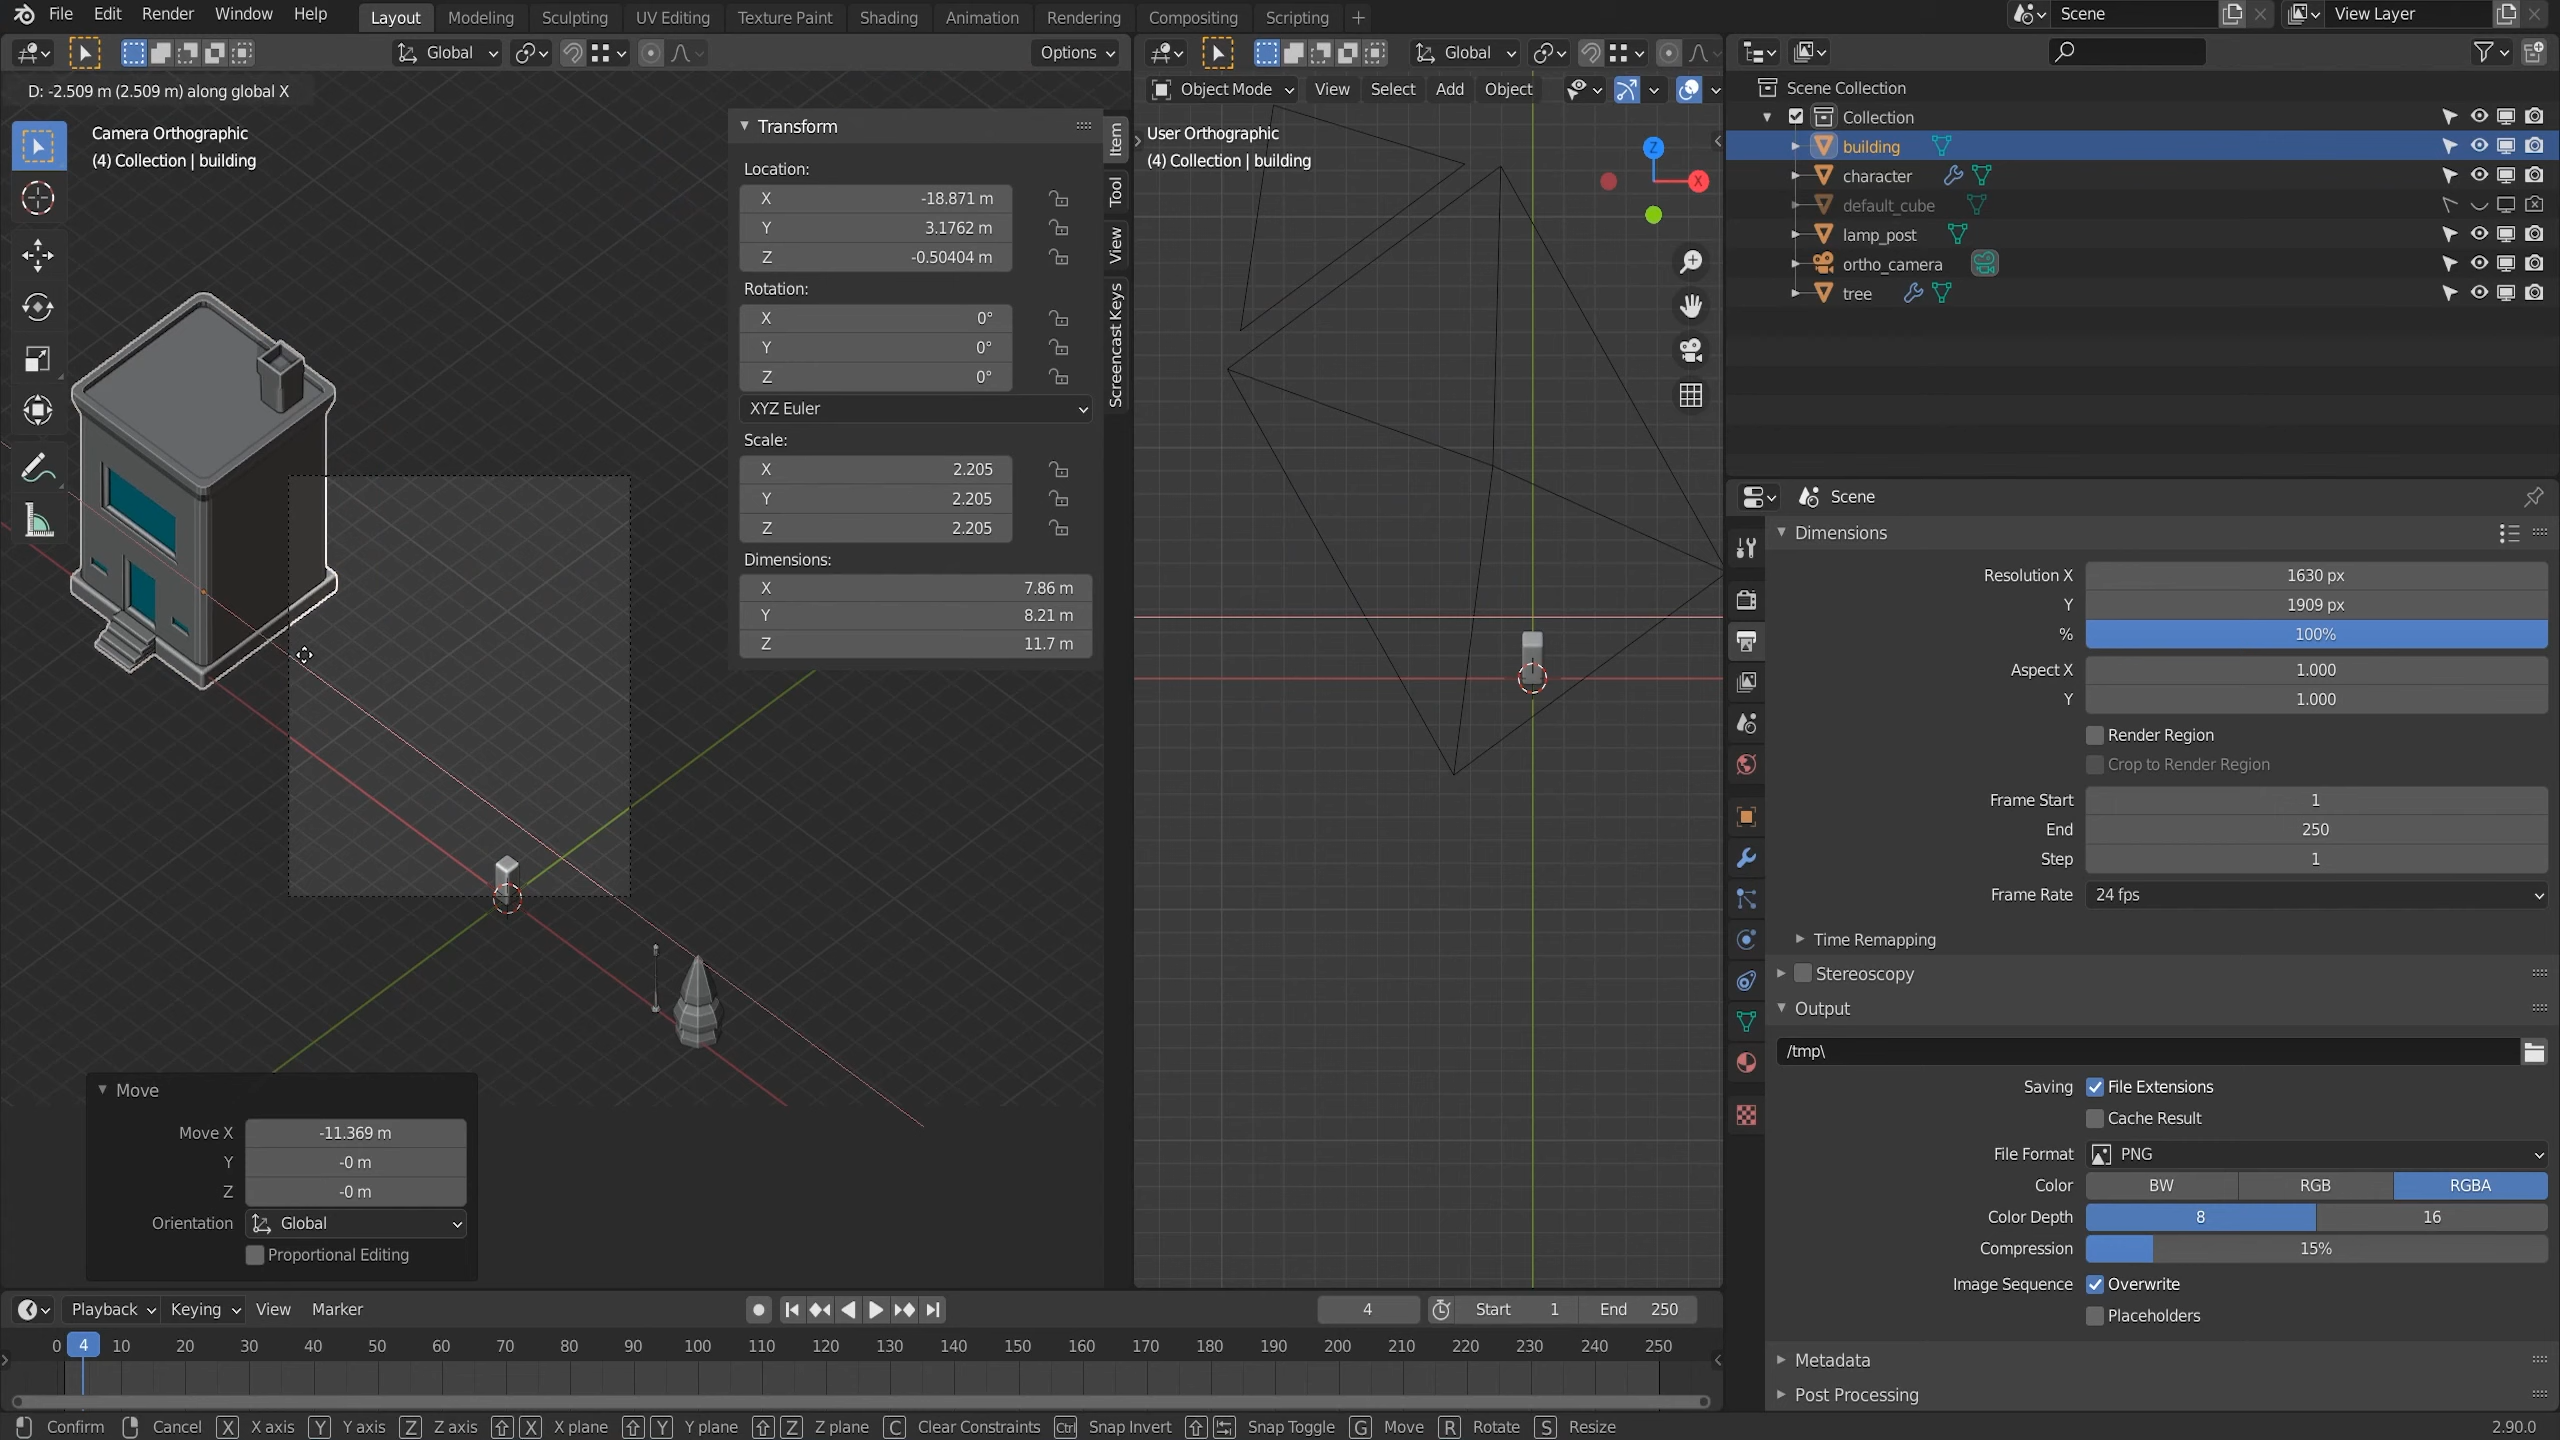 File Edit Render Window Help Layout Modeling Sculpting UV Editing Texture Paint Shading Animation Rendering Compositing Scripting Scene View Layer
Global Options Global
D: -2.509 m (2.509 m) along global X
Object Mode View Select Add Object
Camera Orthographic
(4) Collection | building
User Orthographic
(4) Collection | building
Z
X
Transform
Location:
X -18.871 m
Y 3.1762 m
Z -0.50404 m
Rotation:
X 0°
Y 0°
Z 0°
XYZ Euler
Scale:
X 2.205
Y 2.205
Z 2.205
Dimensions:
X 7.86 m
Y 8.21 m
Z 11.7 m
Item
Tool
View
Screencast Keys
Scene Collection
Collection
building
character
default_cube
lamp_post
ortho_camera
tree
Scene
Dimensions
Resolution X 1630 px
Y 1909 px
% 100%
Aspect X 1.000
Y 1.000
Render Region
Crop to Render Region
Frame Start 1
End 250
Step 1
Frame Rate 24 fps
Time Remapping
Stereoscopy
Output
/tmp\
Saving File Extensions
Cache Result
File Format PNG
Color BW RGB RGBA
Color Depth 8 16
Compression 15%
Image Sequence Overwrite
Placeholders
Metadata
Post Processing
Move
Move X -11.369 m
Y -0 m
Z -0 m
Orientation Global
Proportional Editing
Playback Keying View Marker 4 Start 1 End 250
0 4 10 20 30 40 50 60 70 80 90 100 110 120 130 140 150 160 170 180 190 200 210 220 230 240 250
Confirm Cancel X X axis Y Y axis Z Z axis X X plane Y Y plane Z Z plane C Clear Constraints Ctrl Snap Invert Snap Toggle G Move R Rotate S Resize 2.90.0